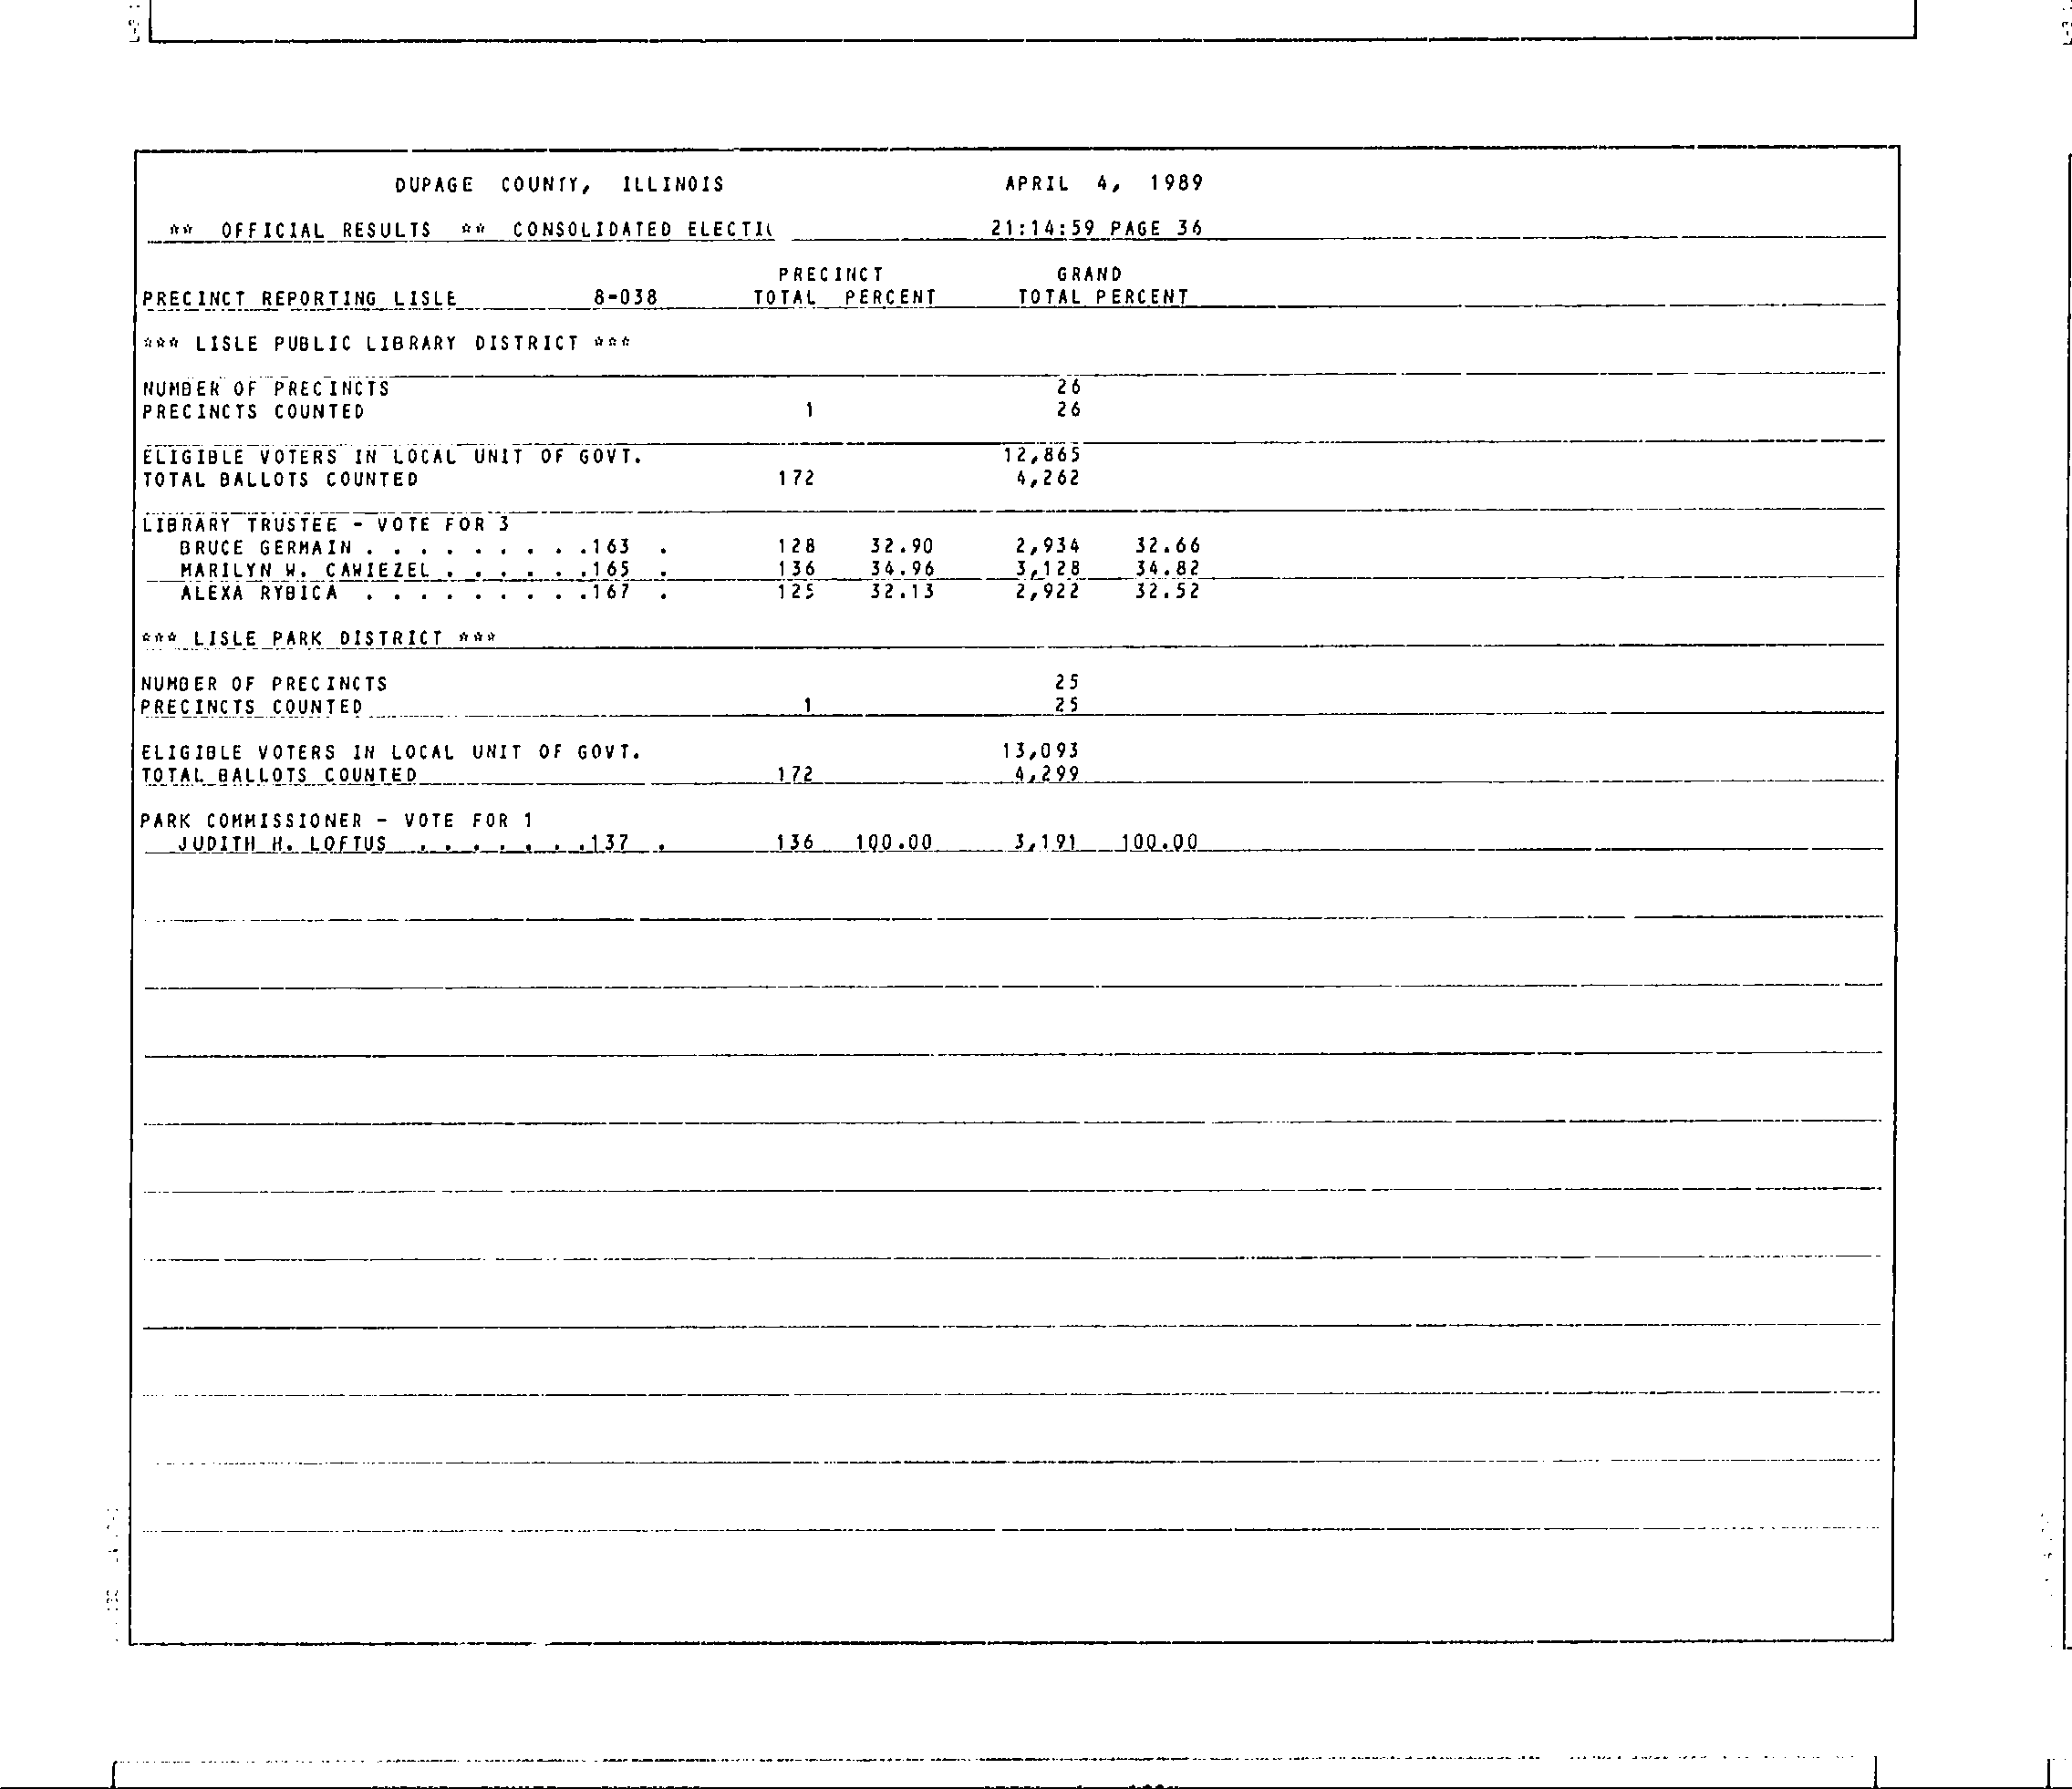 DUPAGE COUNTY, ILLINOIS APRIL 4, 1989
** OFFICIAL RESULTS ** CONSOLIDATED 21:14:59 PAGE 36
PRECINCT GRAND
PRECINCT REPORTING LISLE 8-038 TOTAL PERCENT TOTAL PERCENT
*** LISLE PUBLIC LIBRARY DISTRICT ***
NUMBER OF PRECINCTS 26
PRECINCTS COUNTED 1 26
ELIGIBLE VOTERS IN LOCAL UNIT OF GOVT. 12,865
TOTAL BALLOTS COUNTED 172 4,262
LIBRARY TRUSTEE - VOTE FOR 3
BRUCE GERMAIN . . . . . . . . .163 . 128 32.90 2,934 32.66
MARILYN W. CAWIEZEL . . . . . .165 . 136 34.96 3,128 34.82
ALEXA RYBICA . . . . . . . . .167 . 125 32.13 2,922 32.52
*** LISLE PARK DISTRICT ***
NUMBER OF PRECINCTS 25
PRECINCTS COUNTED 1 25
ELIGIBLE VOTERS IN LOCAL UNIT OF GOVT. 13,093
TOTAL BALLOTS COUNTED 172 4,299
PARK COMMISSIONER - VOTE FOR 1
JUDITH H. LOFTUS . . . . . . .137 . 136 100.00 3,191 100.00